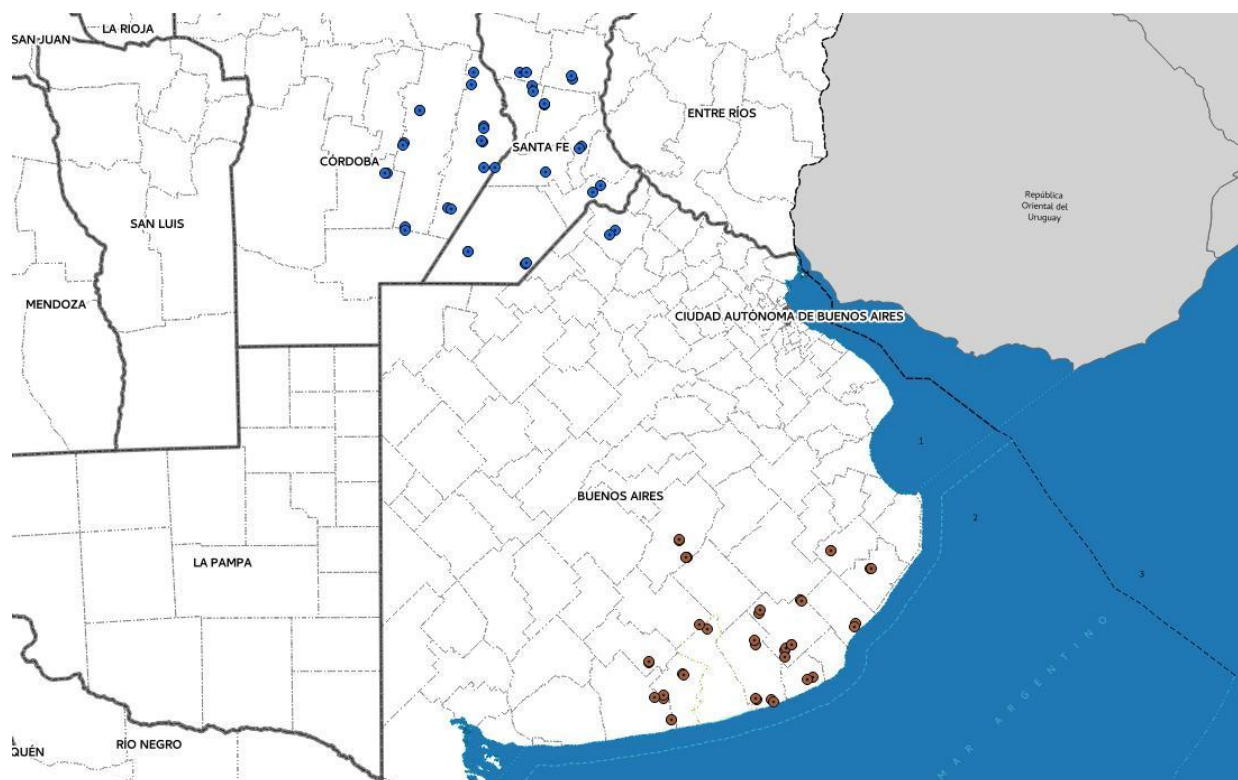 LA RIOJA
SAN JUAN
ENTRE RÍOS
SANTA FE
CÓRDOBA
República
Oriental del
Uruguay
SAN LUIS
MENDOZA
CIUDAD AUTÓNOMA DE BUENOS AIRES
1
BUENOS AIRES
2
LA PAMPA
3
MAR ARGENTINO
RÍO NEGRO
QUÉN